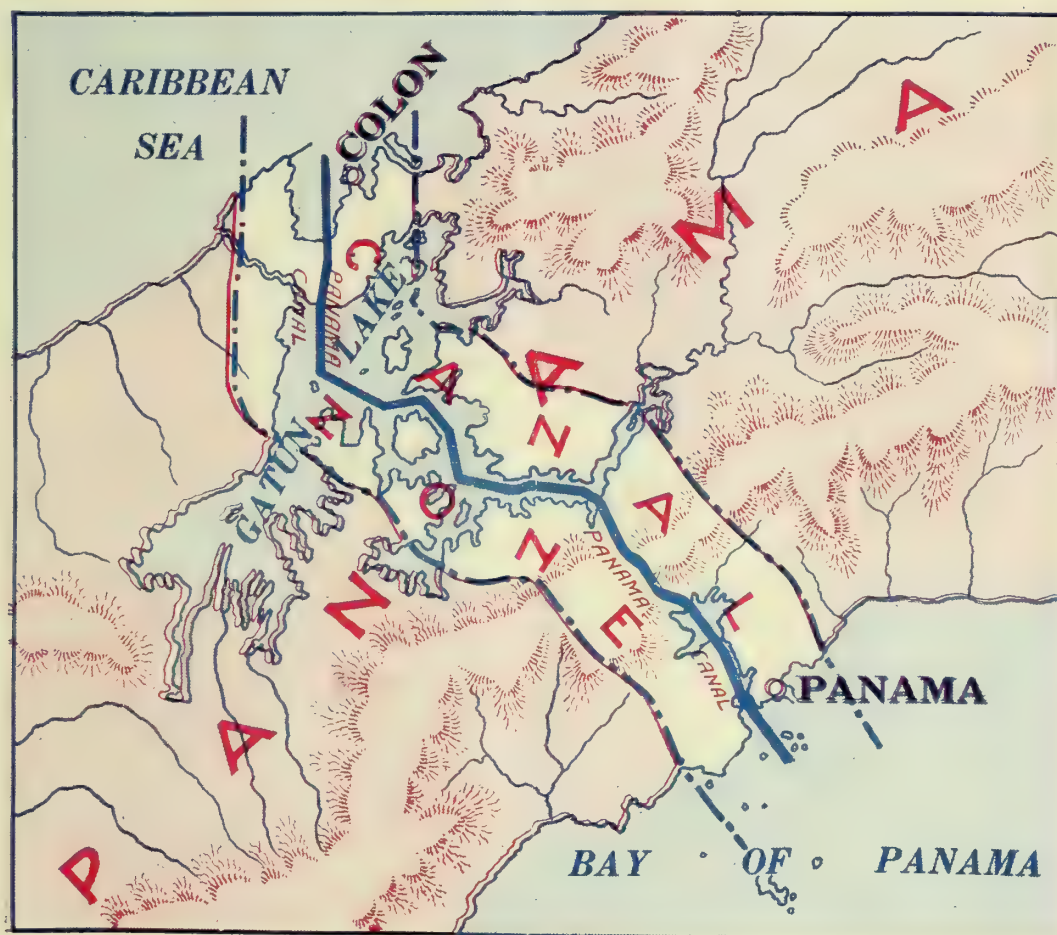 CARIBBEAN
SEA
COLON
PANAMA
CANAL
ZONE
PANAMA
CANAL
GATUN LAKE
PANAMA CANAL
PANAMA
BAY OF PANAMA